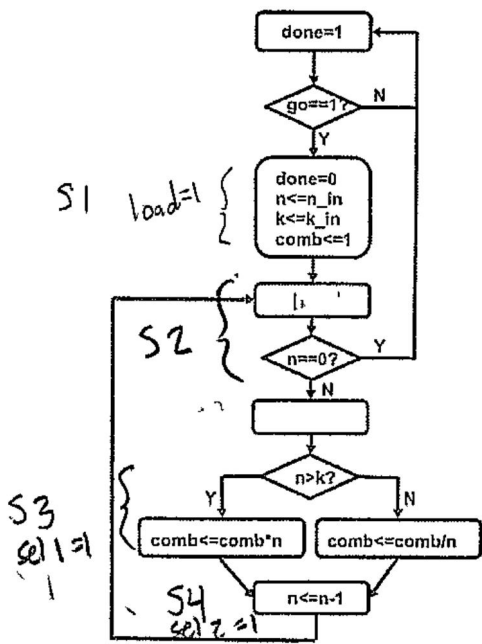 done=1
go==1?
N
Y
S1
load=1
done=0
n<=n_in
k<=k_in
comb<=1
S2
n==0?
Y
N
n>k?
Y
N
S3
sel1=1
comb<=comb*n
comb<=comb/n
S4
sel2=1
n<=n-1